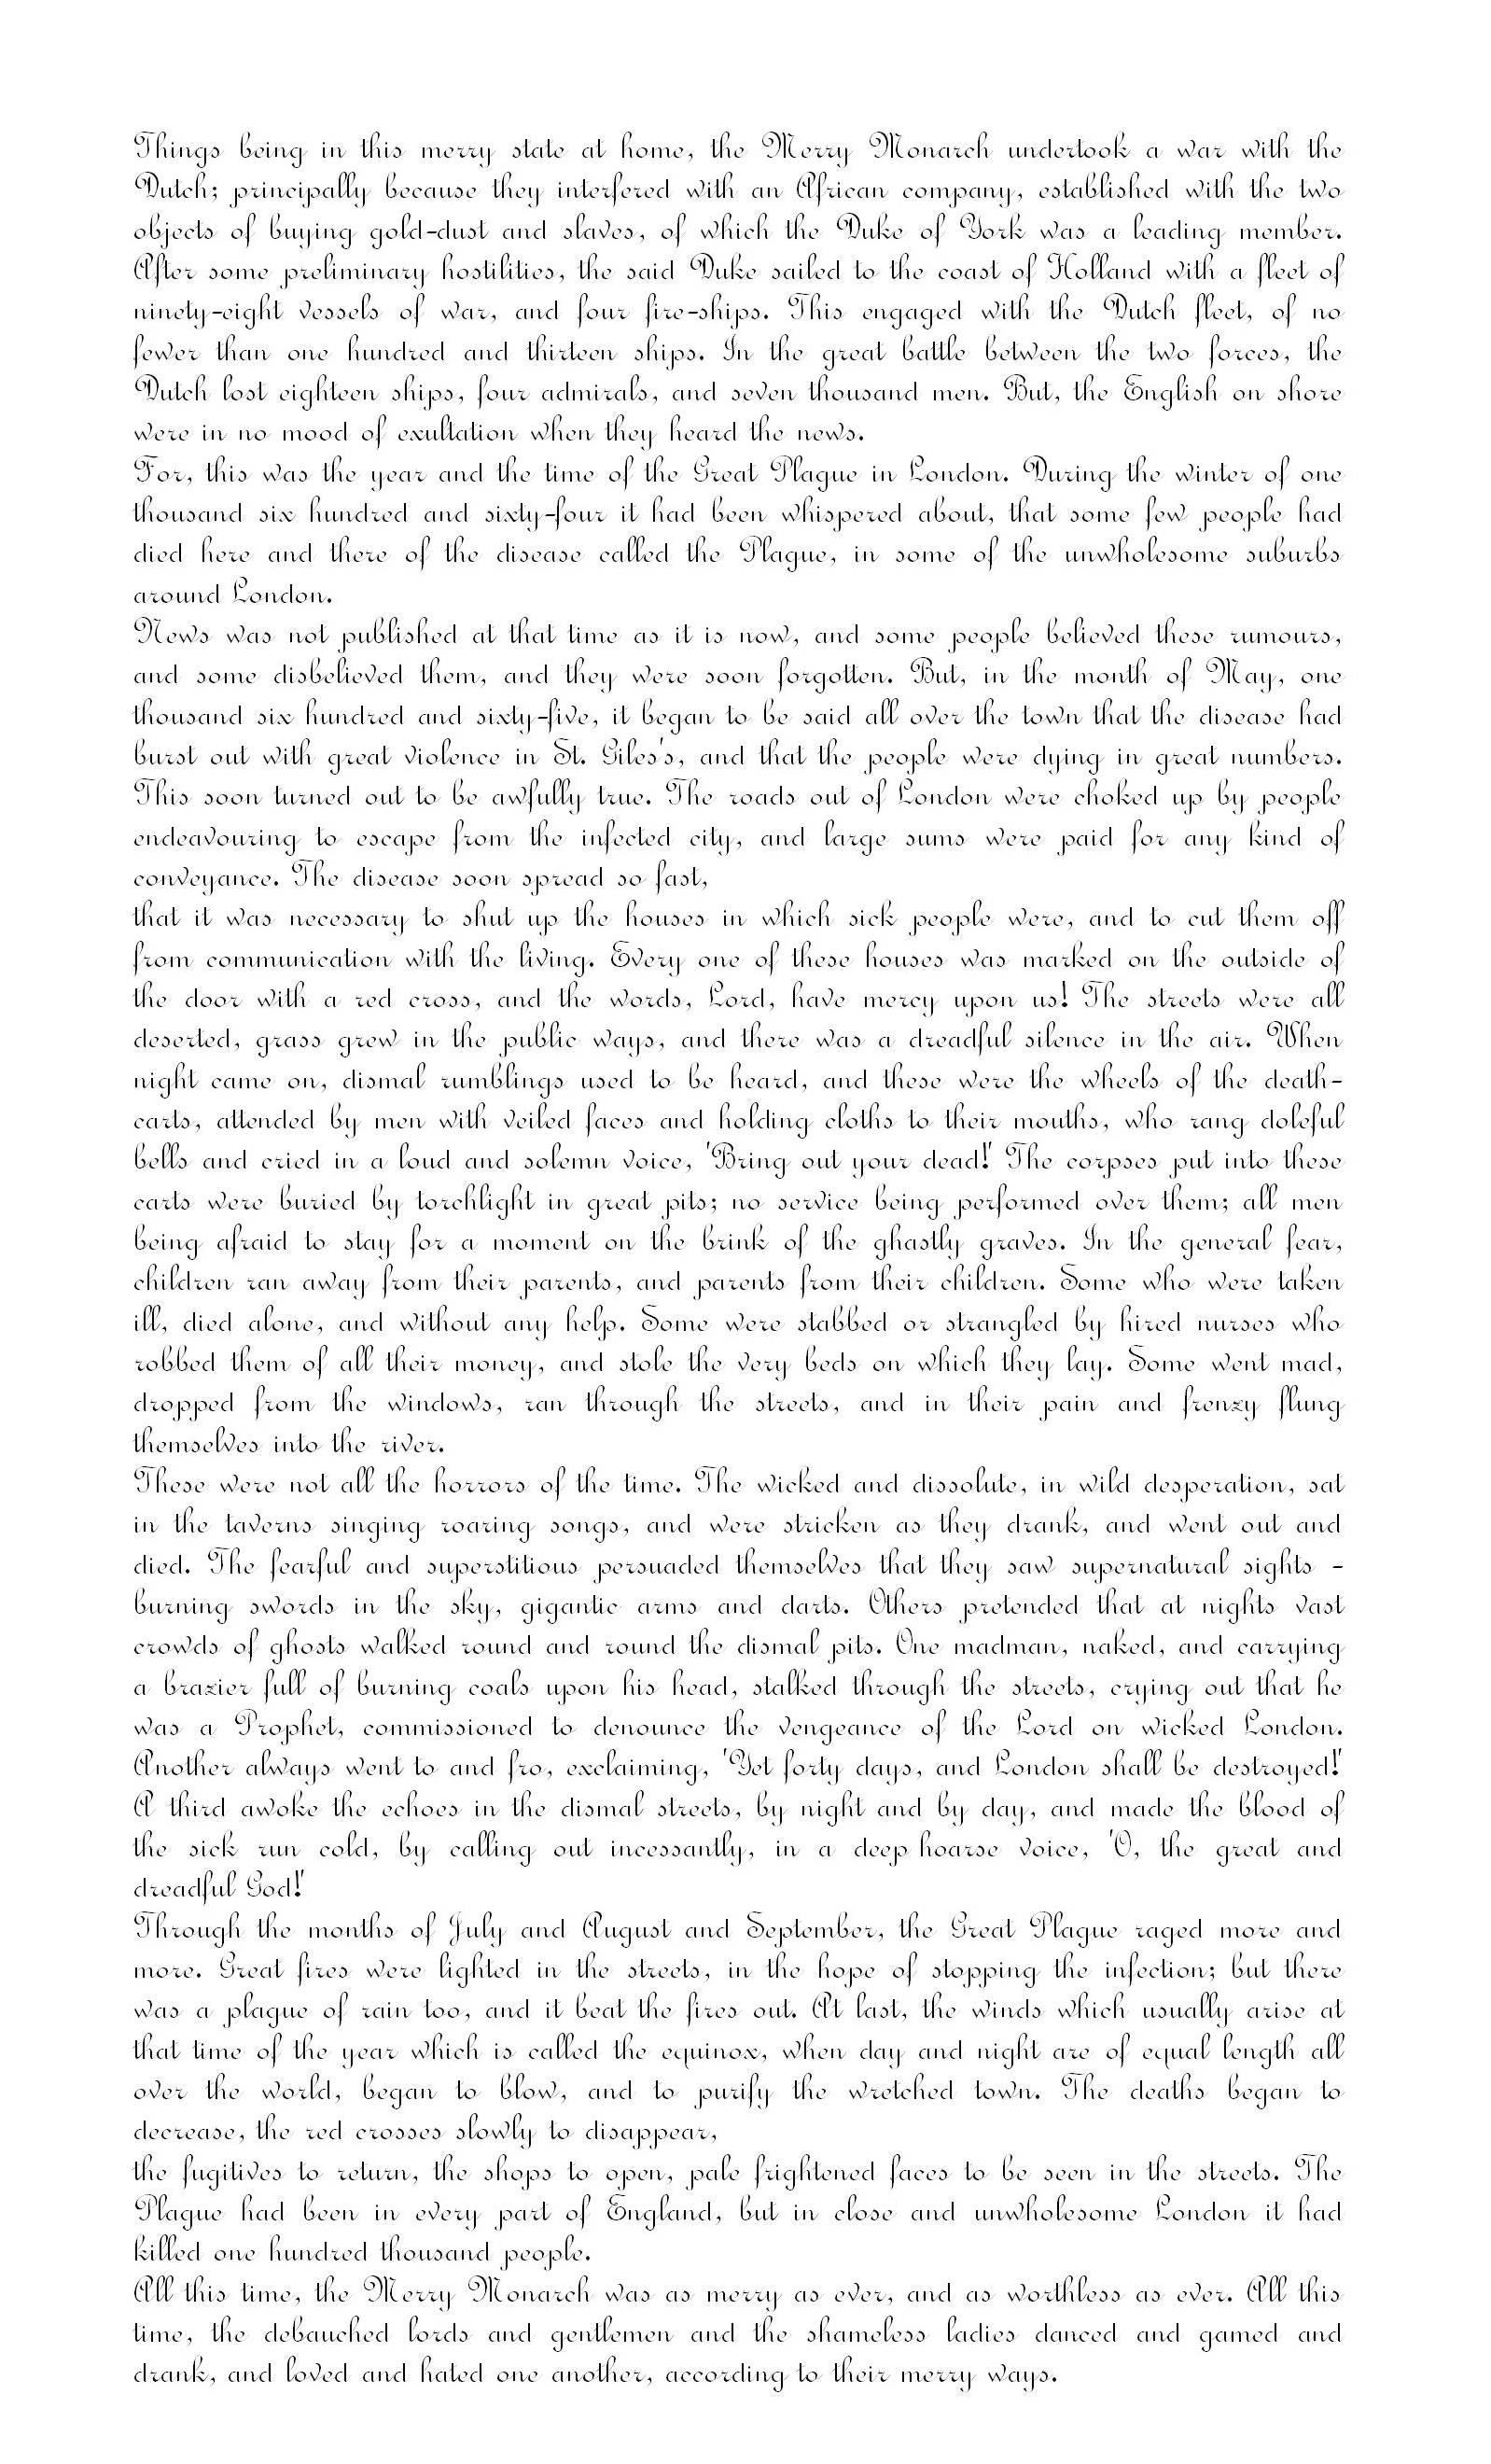 Things being in this merry state at home, the Merry Monarch undertook a war with the
Dutch; principally because they interfered with an African company, established with the two
objects of buying gold-dust and slaves, of which the Duke of York was a leading member.
After some preliminary hostilities, the said Duke sailed to the coast of Holland with a fleet of
ninety-eight vessels of war, and four fire-ships. This engaged with the Dutch fleet, of no
fewer than one hundred and thirteen ships. In the great battle between the two forces, the
Dutch lost eighteen ships, four admirals, and seven thousand men. But, the English on shore
were in no mood of exultation when they heard the news.
For, this was the year and the time of the Great Plague in London. During the winter of one
thousand six hundred and sixty-four it had been whispered about, that some few people had
died here and there of the disease called the Plague, in some of the unwholesome suburbs
around London.
News was not published at that time as it is now, and some people believed these rumours,
and some disbelieved them, and they were soon forgotten. But, in the month of May, one
thousand six hundred and sixty-five, it began to be said all over the town that the disease had
burst out with great violence in St. Giles's, and that the people were dying in great numbers.
This soon turned out to be awfully true. The roads out of London were choked up by people
endeavouring to escape from the infected city, and large sums were paid for any kind of
conveyance. The disease soon spread so fast,
that it was necessary to shut up the houses in which sick people were, and to cut them off
from communication with the living. Every one of these houses was marked on the outside of
the door with a red cross, and the words, Lord, have mercy upon us! The streets were all
deserted, grass grew in the public ways, and there was a dreadful silence in the air. When
night came on, dismal rumblings used to be heard, and these were the wheels of the death-
carts, attended by men with veiled faces and holding cloths to their mouths, who rang doleful
bells and cried in a loud and solemn voice, 'Bring out your dead!' The corpses put into these
carts were buried by torchlight in great pits; no service being performed over them; all men
being afraid to stay for a moment on the brink of the ghastly graves. In the general fear,
children ran away from their parents, and parents from their children. Some who were taken
ill, died alone, and without any help. Some were stabbed or strangled by hired nurses who
robbed them of all their money, and stole the very beds on which they lay. Some went mad,
dropped from the windows, ran through the streets, and in their pain and frenzy flung
themselves into the river.
These were not all the horrors of the time. The wicked and dissolute, in wild desperation, sat
in the taverns singing roaring songs, and were stricken as they drank, and went out and
died. The fearful and superstitious persuaded themselves that they saw supernatural sights -
burning swords in the sky, gigantic arms and darts. Others pretended that at nights vast
crowds of ghosts walked round and round the dismal pits. One madman, naked, and carrying
a brazier full of burning coals upon his head, stalked through the streets, crying out that he
was a Prophet, commissioned to denounce the vengeance of the Lord on wicked London.
Another always went to and fro, exclaiming, 'Yet forty days, and London shall be destroyed!'
A third awoke the echoes in the dismal streets, by night and by day, and made the blood of
the sick run cold, by calling out incessantly, in a deep hoarse voice, 'O, the great and
dreadful God!'
Through the months of July and August and September, the Great Plague raged more and
more. Great fires were lighted in the streets, in the hope of stopping the infection; but there
was a plague of rain too, and it beat the fires out. At last, the winds which usually arise at
that time of the year which is called the equinox, when day and night are of equal length all
over the world, began to blow, and to purify the wretched town. The deaths began to
decrease, the red crosses slowly to disappear,
the fugitives to return, the shops to open, pale frightened faces to be seen in the streets. The
Plague had been in every part of England, but in close and unwholesome London it had
killed one hundred thousand people.
All this time, the Merry Monarch was as merry as ever, and as worthless as ever. All this
time, the debauched lords and gentlemen and the shameless ladies danced and gamed and
drank, and loved and hated one another, according to their merry ways.